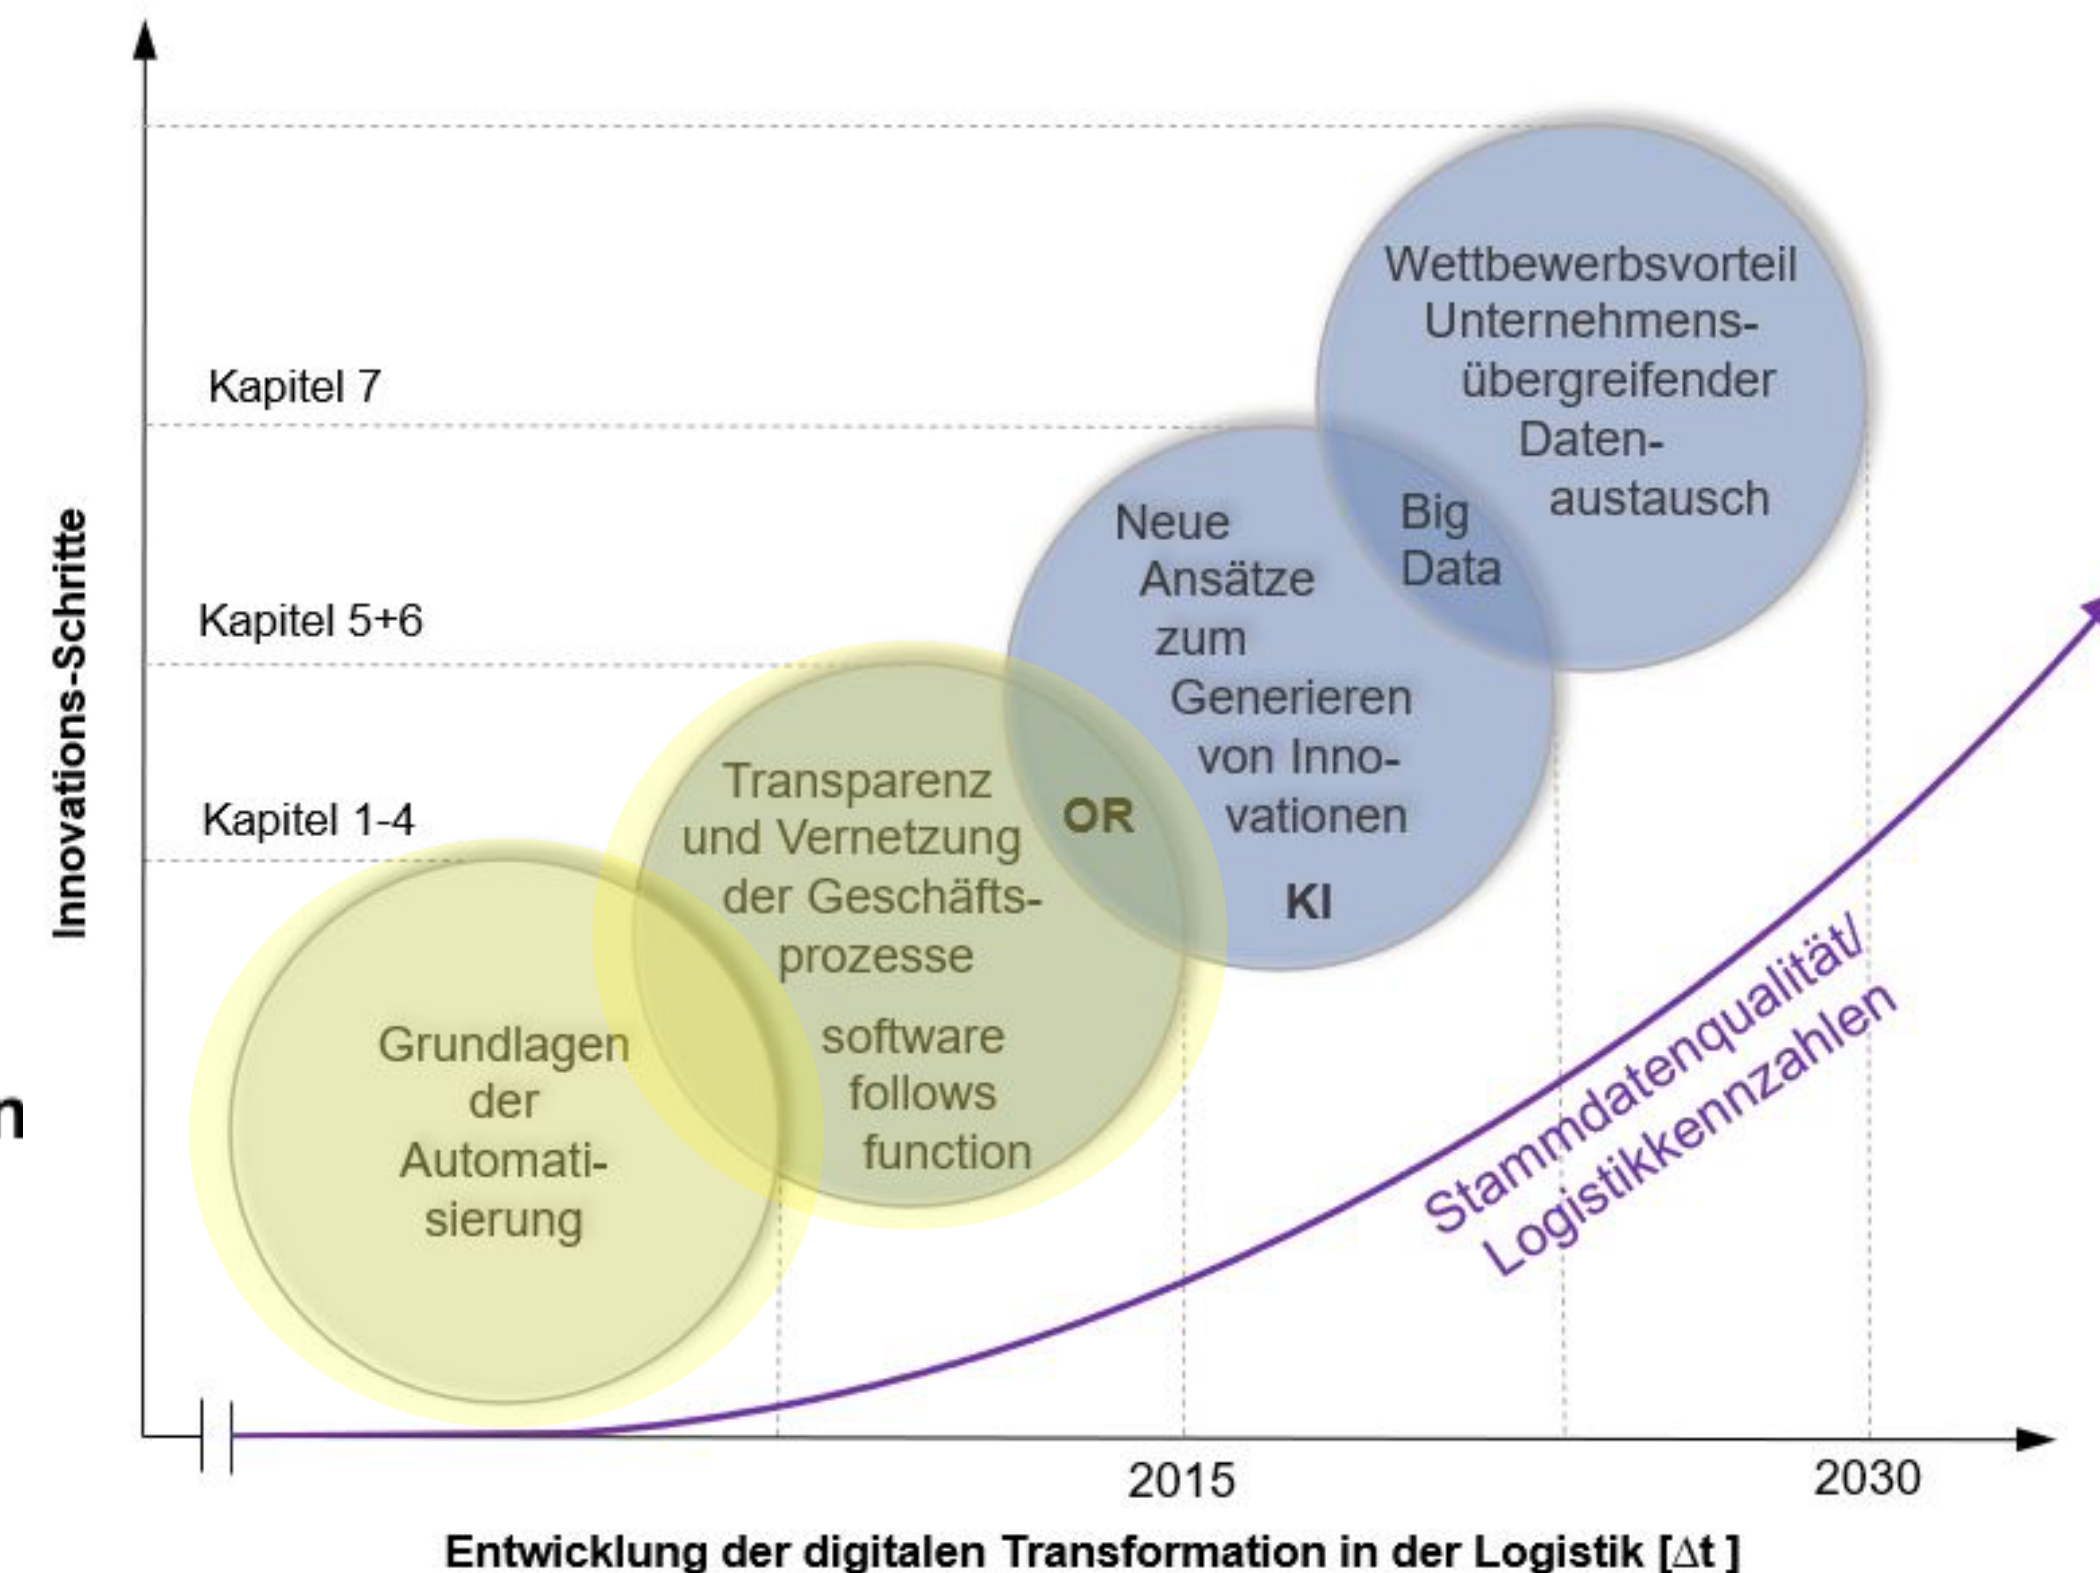 Wettbewerbsvorteil
Unternehmens-
übergreifender
Daten-
austausch
Kapitel 7
Big
Data
Neue
Ansätze
zum
Generieren
von Inno-
vationen
KI
Kapitel 5+6
OR
Transparenz
und Vernetzung
der Geschäfts-
prozesse
software
follows
function
Kapitel 1-4
Grundlagen
der
Automati-
sierung
Innovations-Schritte
Stammdatenqualität/
Logistikkennzahlen
2015
2030
Entwicklung der digitalen Transformation in der Logistik [Δt ]